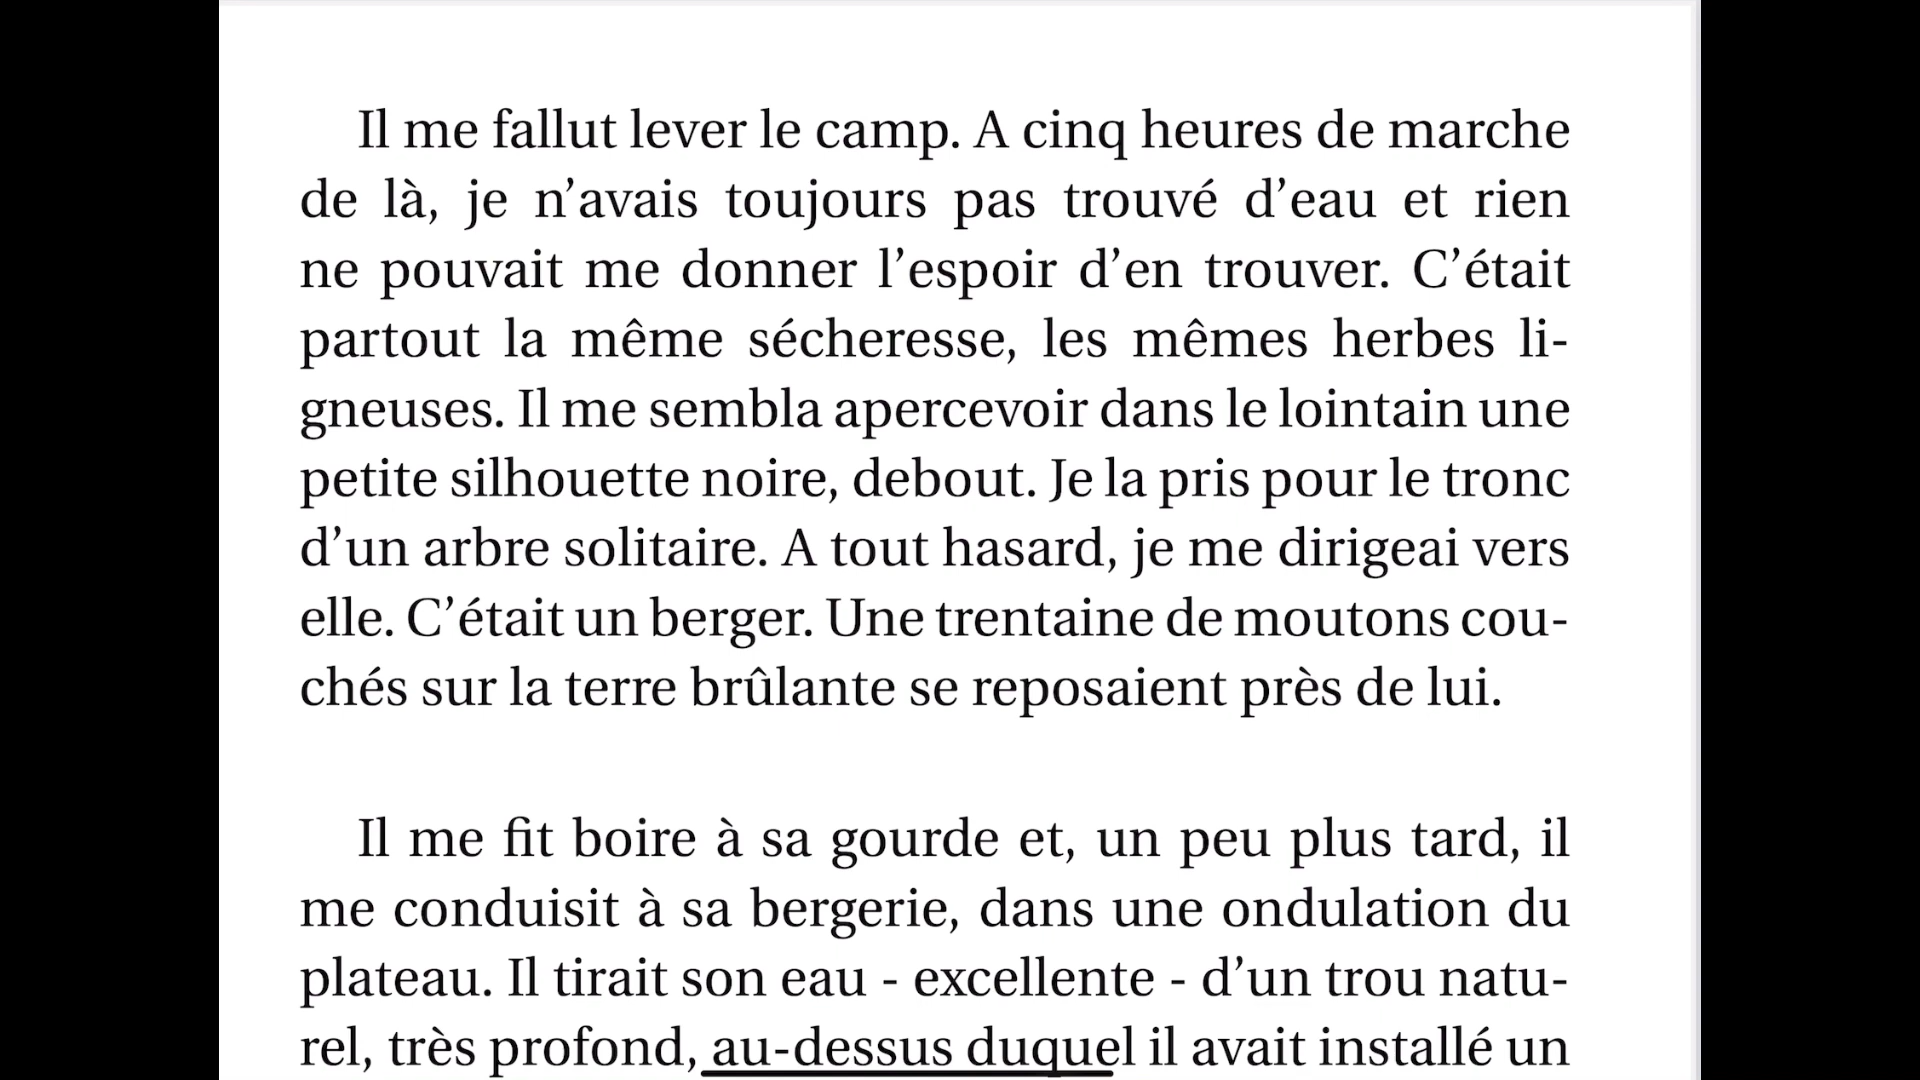 Il me fallut lever le camp. A cinq heures de marche
de là, je n’avais toujours pas trouvé d’eau et rien
ne pouvait me donner l’espoir d’en trouver. C’était
partout la même sécheresse, les mêmes herbes li-
gneuses. Il me sembla apercevoir dans le lointain une
petite silhouette noire, debout. Je la pris pour le tronc
d’un arbre solitaire. A tout hasard, je me dirigeai vers
elle. C’était un berger. Une trentaine de moutons cou-
chés sur la terre brûlante se reposaient près de lui.
Il me fit boire à sa gourde et, un peu plus tard, il
me conduisit à sa bergerie, dans une ondulation du
plateau. Il tirait son eau - excellente - d’un trou natu-
rel, très profond, au-dessus duquel il avait installé un